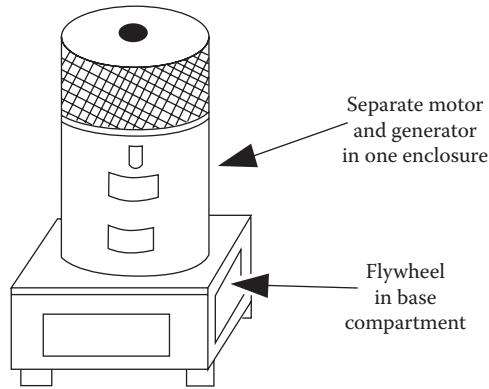 Separate motor
and generator
in one enclosure
Flywheel
in base
compartment